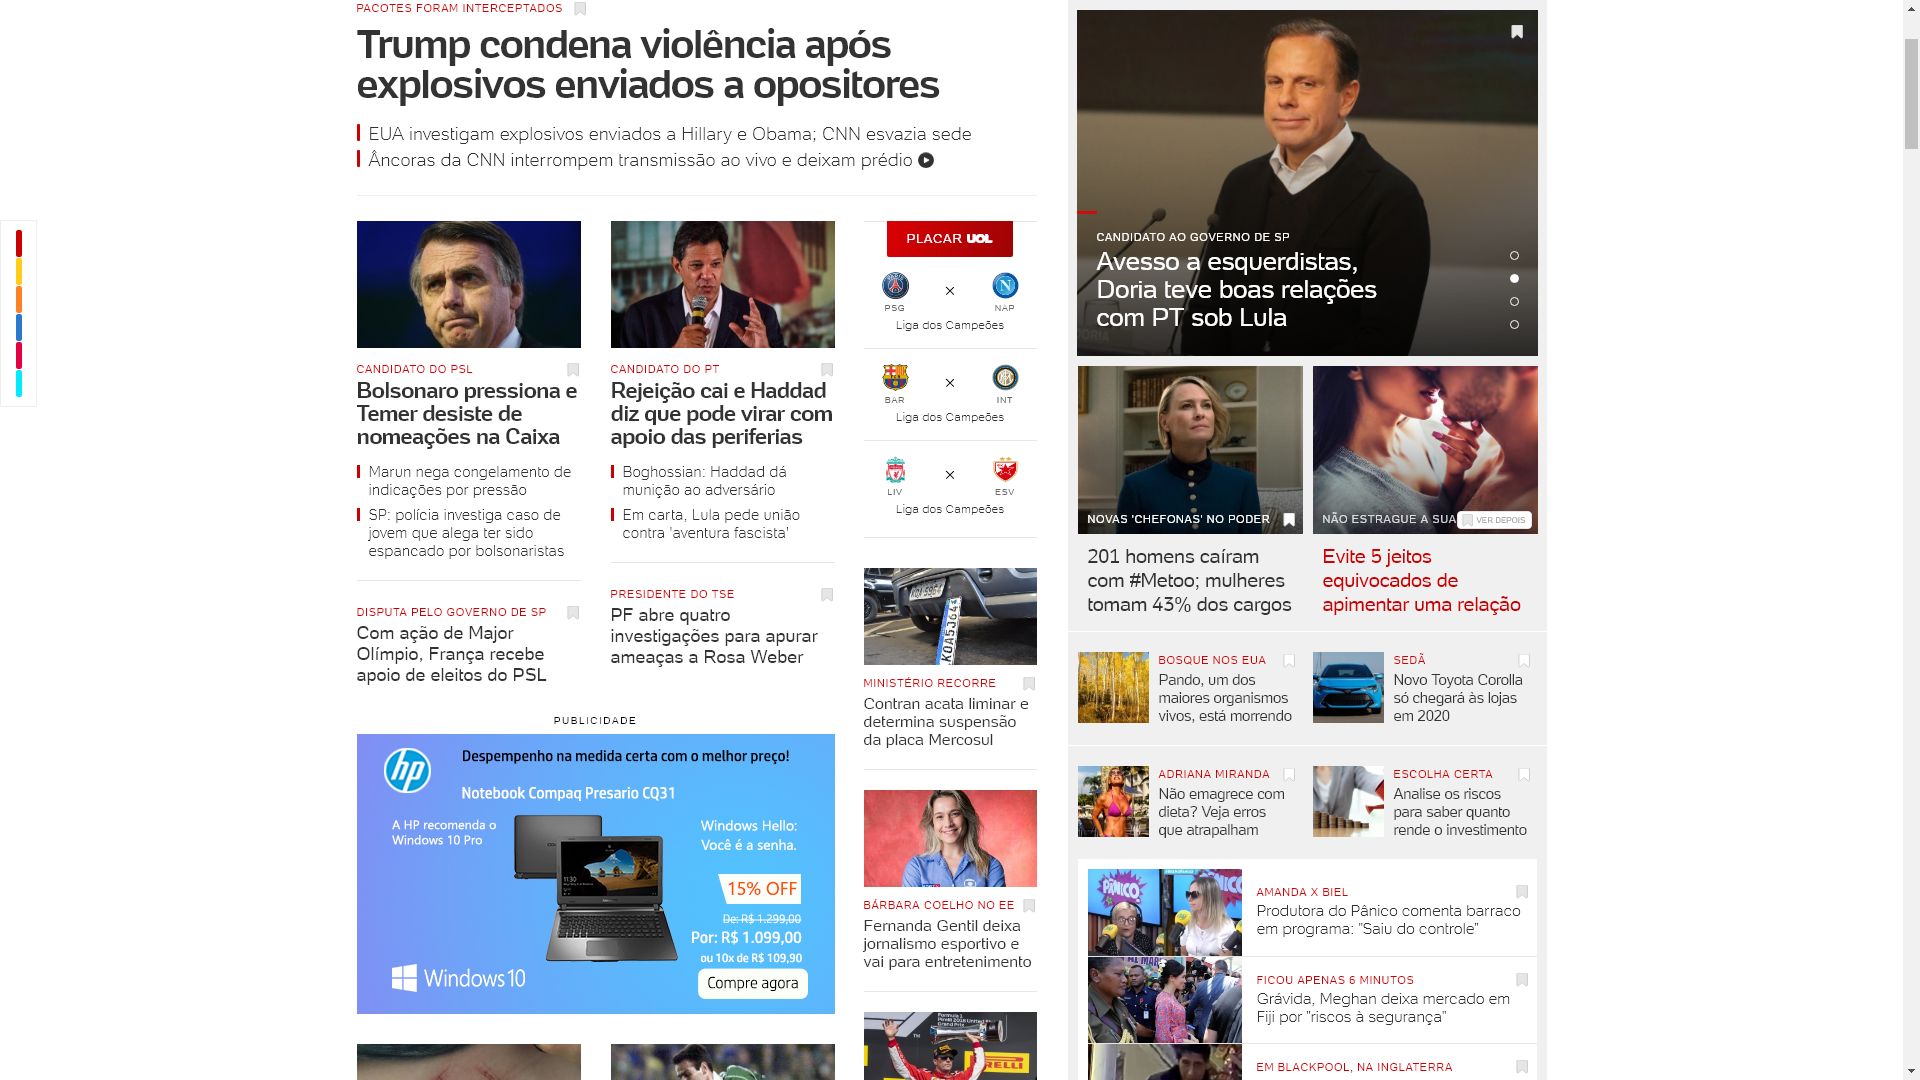 PACOTES FORAM INTERCEPTADOS
Trump condena violência após
explosivos enviados a opositores
EUA investigam explosivos enviados a Hillary e Obama; CNN esvazia sede
Âncoras da CNN interrompem transmissão ao vivo e deixam prédio
CANDIDATO DO PSL
Bolsonaro pressiona e
Temer desiste de
nomeações na Caixa
Marun nega congelamento de
indicações por pressão
SP: polícia investiga caso de
jovem que alega ter sido
espancado por bolsonaristas
DISPUTA PELO GOVERNO DE SP
Com ação de Major
Olímpio, França recebe
apoio de eleitos do PSL
CANDIDATO DO PT
Rejeição cai e Haddad
diz que pode virar com
apoio das periferias
Boghossian: Haddad dá
munição ao adversário
Em carta, Lula pede união
contra 'aventura fascista'
PRESIDENTE DO TSE
PF abre quatro
investigações para apurar
ameaças a Rosa Weber
PUBLICIDADE
hp
Despempenho na medida certa com o melhor preço!
Notebook Compaq Presario CQ31
A HP recomenda o
Windows 10 Pro
Windows Hello:
Você é a senha.
11:30
15% OFF
De: R$ 1.299,00
Por: R$ 1.099,00
ou 10x de R$ 109,90
Compre agora
Windows10
PLACAR UOL
PSG
×
NAP
Liga dos Campeões
BAR
×
INT
Liga dos Campeões
LIV
×
ESV
Liga dos Campeões
KQA5J64
MINISTÉRIO RECORRE
Contran acata liminar e
determina suspensão
da placa Mercosul
BÁRBARA COELHO NO EE
Fernanda Gentil deixa
jornalismo esportivo e
vai para entretenimento
PIRELLI
CANDIDATO AO GOVERNO DE SP
Avesso a esquerdistas,
Doria teve boas relações
com PT sob Lula
NOVAS 'CHEFONAS' NO PODER
201 homens caíram
com #Metoo; mulheres
tomam 43% dos cargos
NÃO ESTRAGUE A SUA
VER DEPOIS
Evite 5 jeitos
equivocados de
apimentar uma relação
BOSQUE NOS EUA
Pando, um dos
maiores organismos
vivos, está morrendo
SEDÃ
Novo Toyota Corolla
só chegará às lojas
em 2020
ADRIANA MIRANDA
Não emagrece com
dieta? Veja erros
que atrapalham
ESCOLHA CERTA
Analise os riscos
para saber quanto
rende o investimento
PÂNICO
AMANDA X BIEL
Produtora do Pânico comenta barraco
em programa: "Saiu do controle"
FICOU APENAS 6 MINUTOS
Grávida, Meghan deixa mercado em
Fiji por "riscos à segurança"
EM BLACKPOOL, NA INGLATERRA